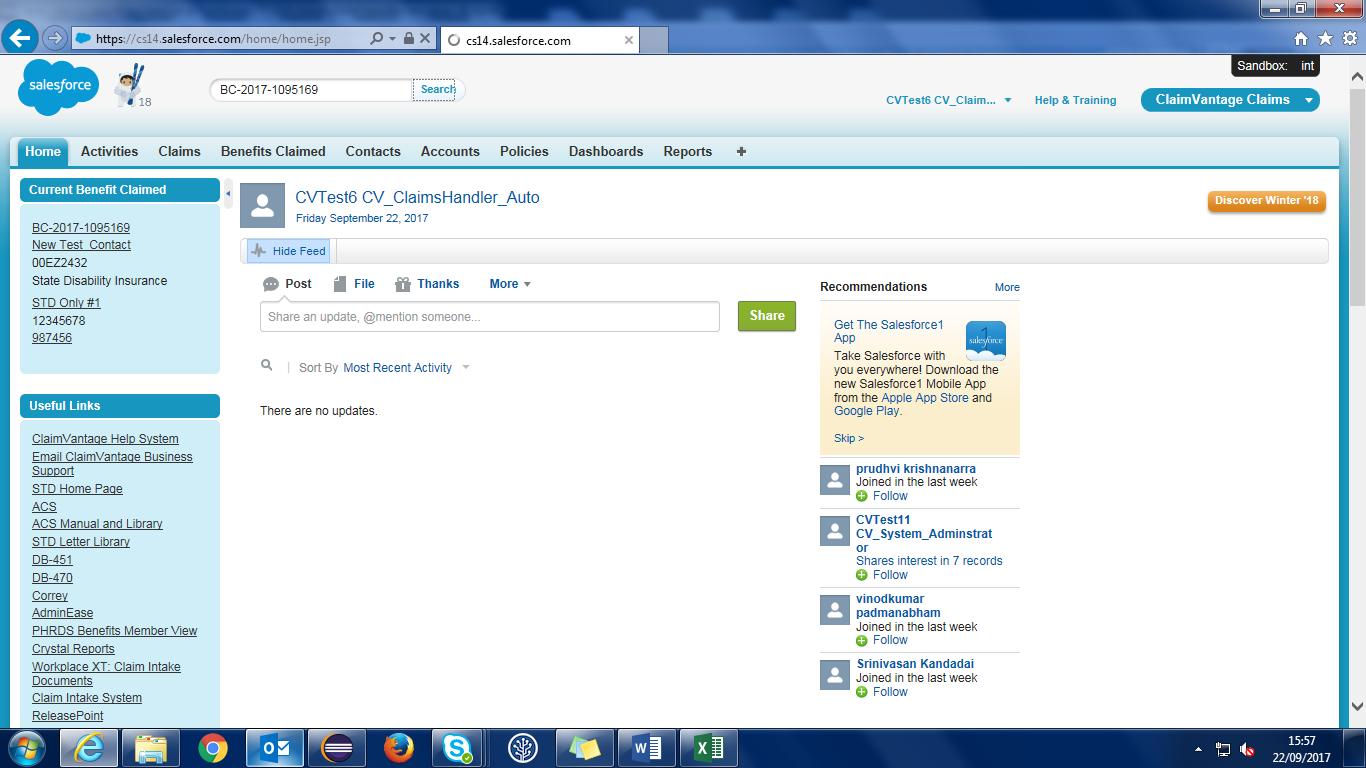 https://cs14.salesforce.com/home/home.jsp
cs14.salesforce.com
Sandbox: int
salesforce
18
BC-2017-1095169
Search
CVTest6 CV_Claim...
Help & Training
ClaimVantage Claims
Home
Activities
Claims
Benefits Claimed
Contacts
Accounts
Policies
Dashboards
Reports
Current Benefit Claimed
BC-2017-1095169
New Test_Contact
00EZ2432
State Disability Insurance
STD Only #1
12345678
987456
Useful Links
ClaimVantage Help System
Email ClaimVantage Business
Support
STD Home Page
ACS
ACS Manual and Library
STD Letter Library
DB-451
DB-470
Correy
AdminEase
PHRDS Benefits Member View
Crystal Reports
Workplace XT: Claim Intake
Documents
Claim Intake System
ReleasePoint
CVTest6 CV_ClaimsHandler_Auto
Friday September 22, 2017
Discover Winter '18
Hide Feed
Post
File
Thanks
More
Share an update, @mention someone...
Share
Sort By Most Recent Activity
There are no updates.
Recommendations
More
Get The Salesforce1
App
1
salesforce
Take Salesforce with
you everywhere! Download the
new Salesforce1 Mobile App
from the Apple App Store and
Google Play.
Skip >
prudhvi krishnanarra
Joined in the last week
Follow
CVTest11
CV_System_Adminstrat
or
Shares interest in 7 records
Follow
vinodkumar
padmanabham
Joined in the last week
Follow
Srinivasan Kandadai
Joined in the last week
Follow
15:57
22/09/2017